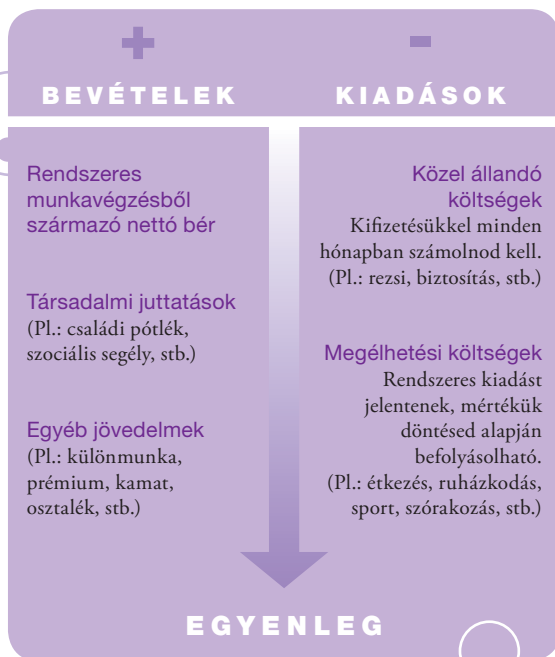 +
BEVÉTELEK
Rendszeres
munkavégzésből
származó nettó bér
Társadalmi juttatások
(Pl.: családi pótlék,
szociális segély, stb.)
Egyéb jövedelmek
(Pl.: különmunka,
prémium, kamat,
osztalék, stb.)
-
KIADÁSOK
Közel állandó
költségek
Kifizetésükkel minden
hónapban számolnod kell.
(Pl.: rezsi, biztosítás, stb.)
Megélhetési költségek
Rendszeres kiadást
jelentenek, mértékük
döntésed alapján
befolyásolható.
(Pl.: étkezés, ruházkodás,
sport, szórakozás, stb.)
EGYENLEG